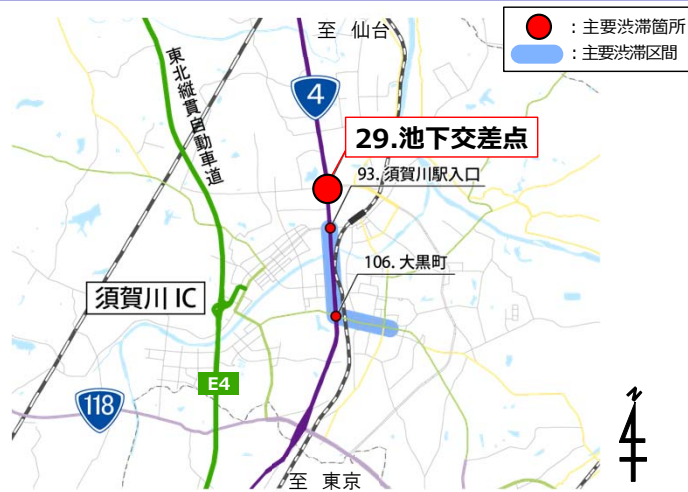 至 仙台
：主要渋滞箇所
：主要渋滞区間
東北縦貫自動車道
4
29.池下交差点
93. 須賀川駅入口
106. 大黒町
須賀川 IC
E4
118
至 東京